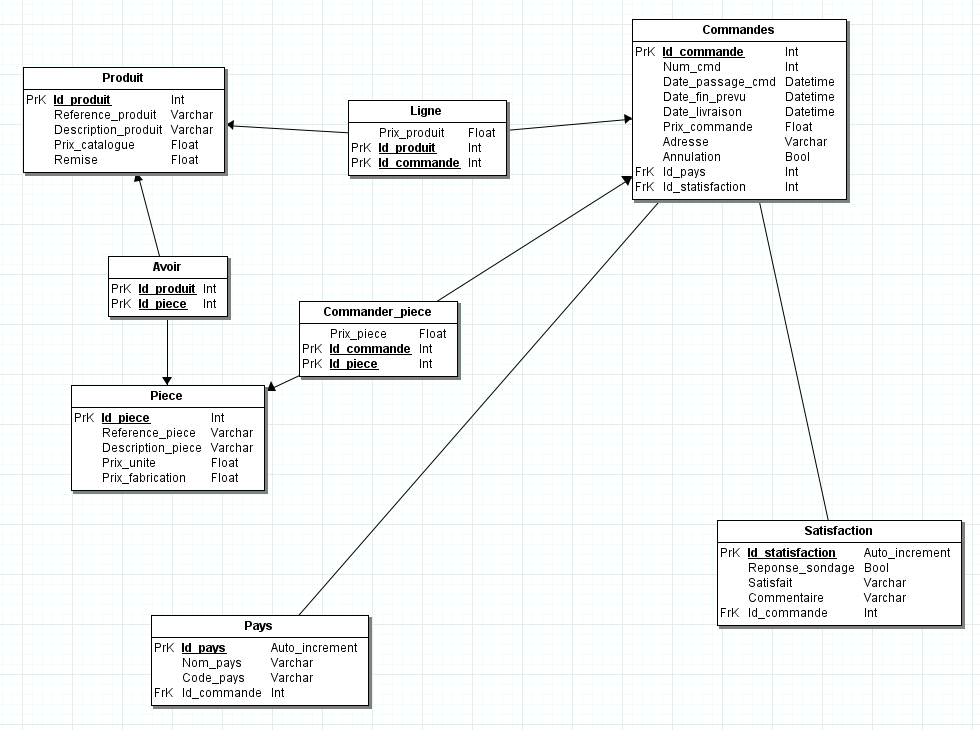 Commandes
PrK Id_commande Int
Num_cmd Int
Date_passage_cmd Datetime
Date_fin_prevu Datetime
Date_livraison Datetime
Prix_commande Float
Adresse Varchar
Annulation Bool
FrK Id_pays Int
FrK Id_statisfaction Int
Produit
PrK Id_produit Int
Reference_produit Varchar
Description_produit Varchar
Prix_catalogue Float
Remise Float
Ligne
Prix_produit Float
PrK Id_produit Int
PrK Id_commande Int
Avoir
PrK Id_produit Int
PrK Id_piece Int
Commander_piece
Prix_piece Float
PrK Id_commande Int
PrK Id_piece Int
Piece
PrK Id_piece Int
Reference_piece Varchar
Description_piece Varchar
Prix_unite Float
Prix_fabrication Float
Satisfaction
PrK Id_statisfaction Auto_increment
Reponse_sondage Bool
Satisfait Varchar
Commentaire Varchar
FrK Id_commande Int
Pays
PrK Id_pays Auto_increment
Nom_pays Varchar
Code_pays Varchar
FrK Id_commande Int